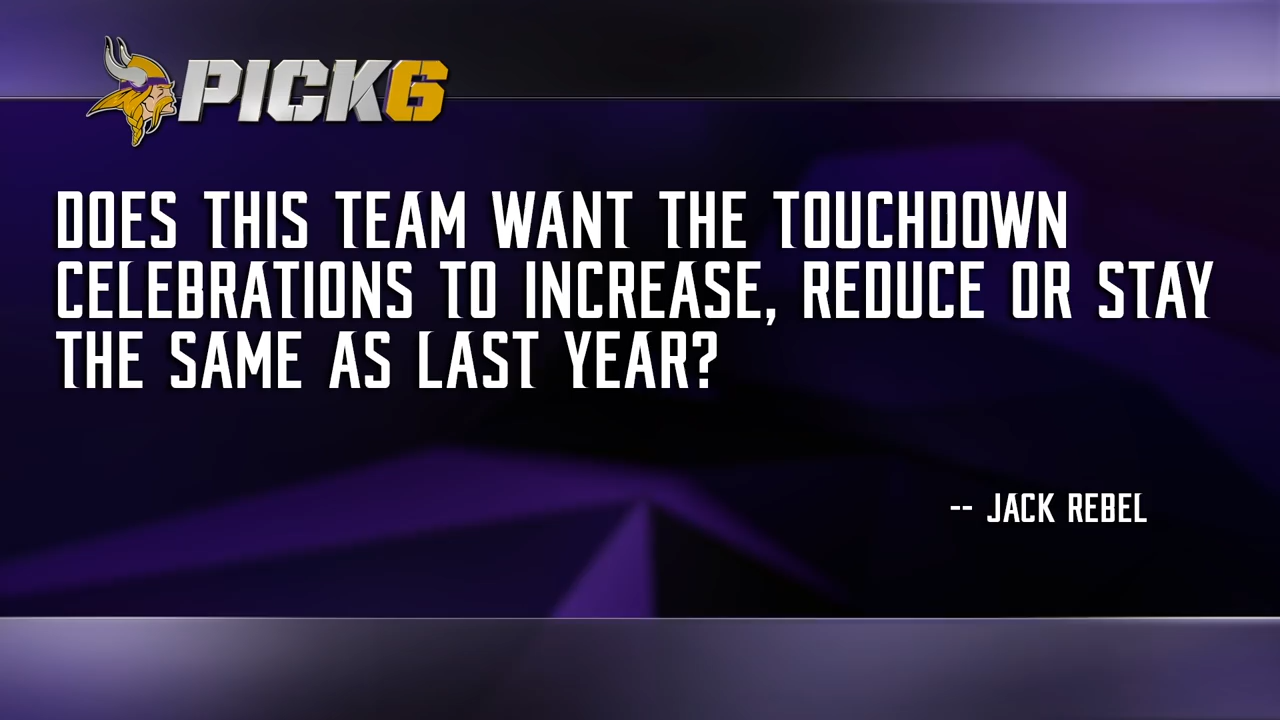 PICK6
DOES THIS TEAM WANT THE TOUCHDOWN
CELEBRATIONS TO INCREASE, REDUCE OR STAY
THE SAME AS LAST YEAR?
-- JACK REBEL